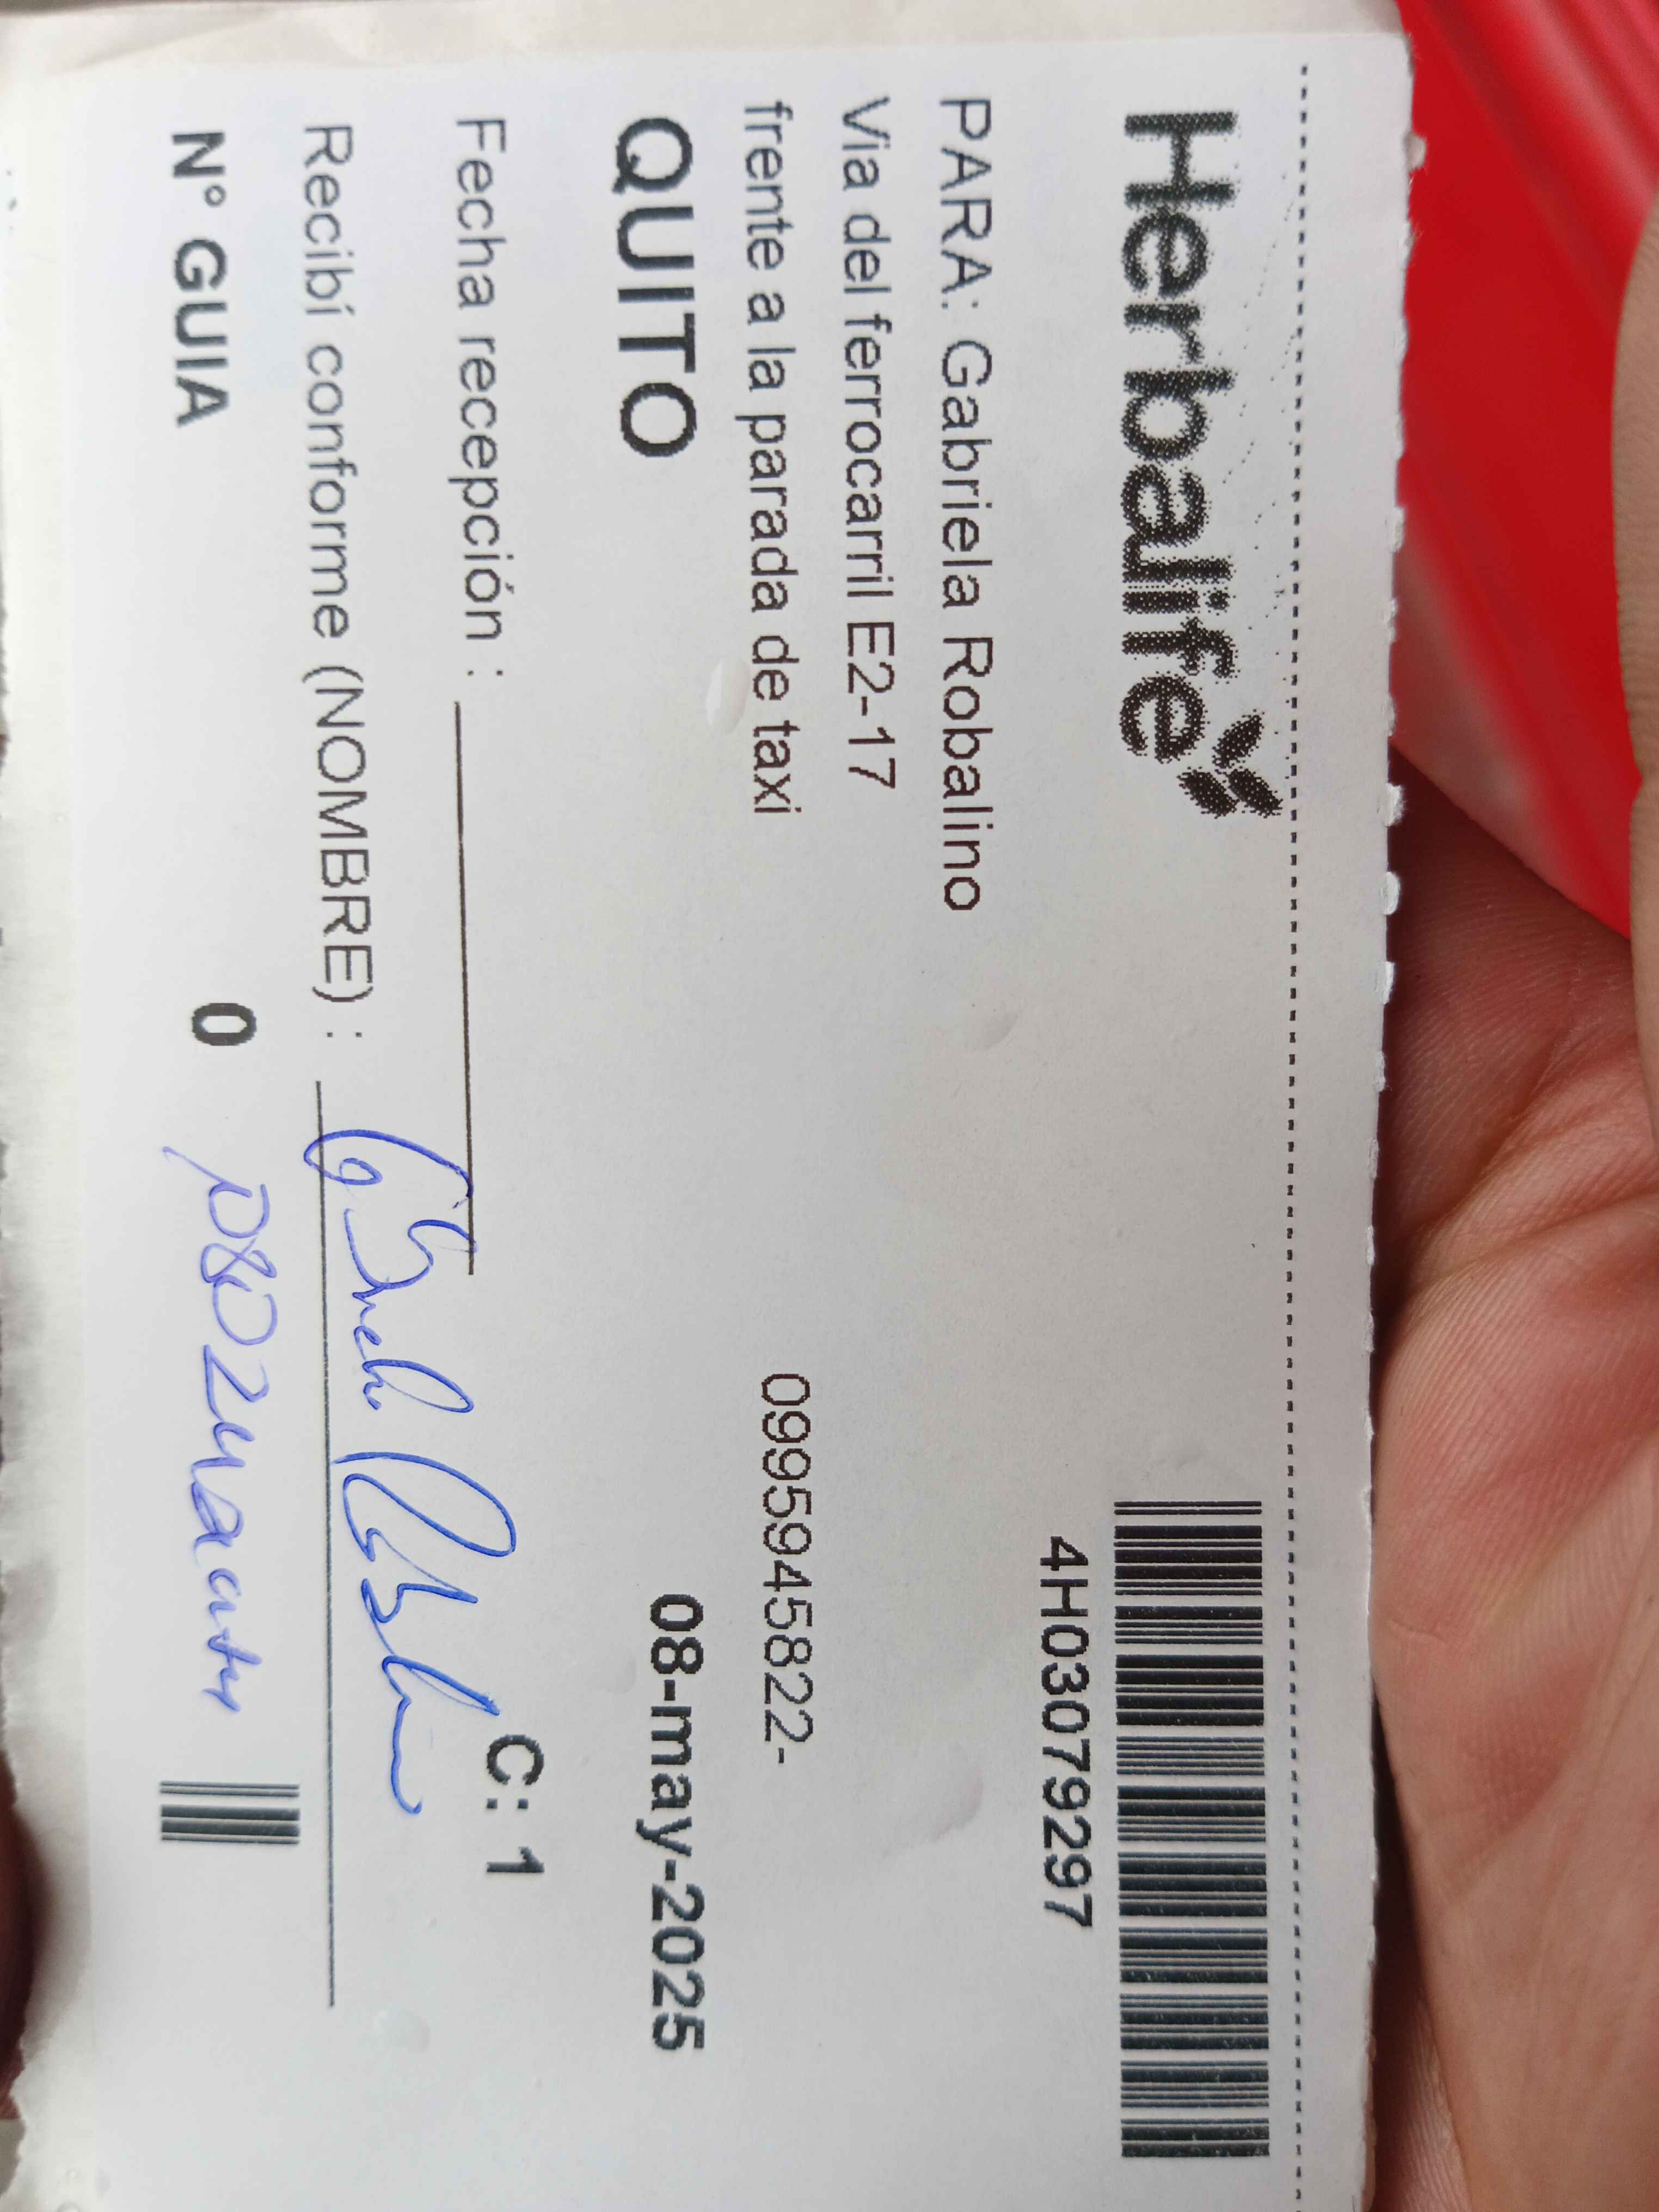 Herbalife
4H03079297
PARA: Gabriela Robalino
Via del ferrocarril E2-17
frente a la parada de taxi
0995945822-
QUITO
08-may-2025
Fecha recepción :
C: 1
Recibí conforme (NOMBRE) :
N° GUIA 0